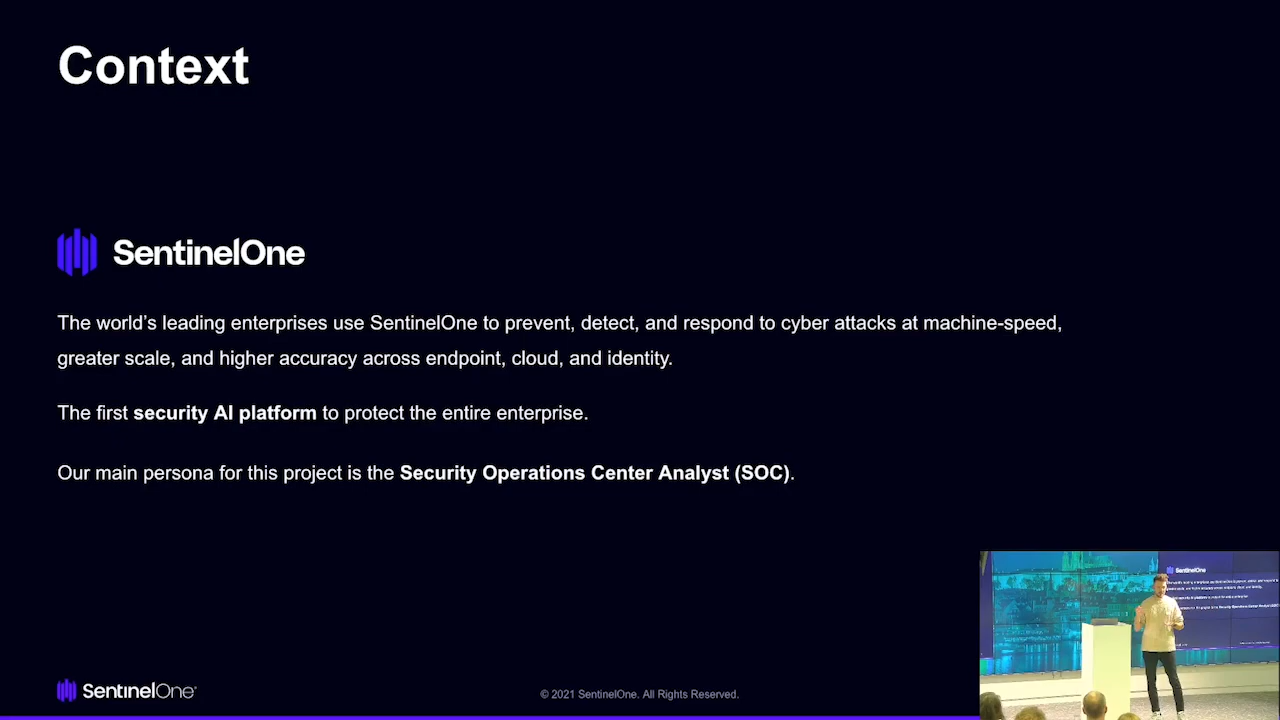 Context
SentinelOne
The world’s leading enterprises use SentinelOne to prevent, detect, and respond to cyber attacks at machine-speed,
greater scale, and higher accuracy across endpoint, cloud, and identity.
The first security AI platform to protect the entire enterprise.
Our main persona for this project is the Security Operations Center Analyst (SOC).
SentinelOne
© 2021 SentinelOne. All Rights Reserved.
SentinelOne